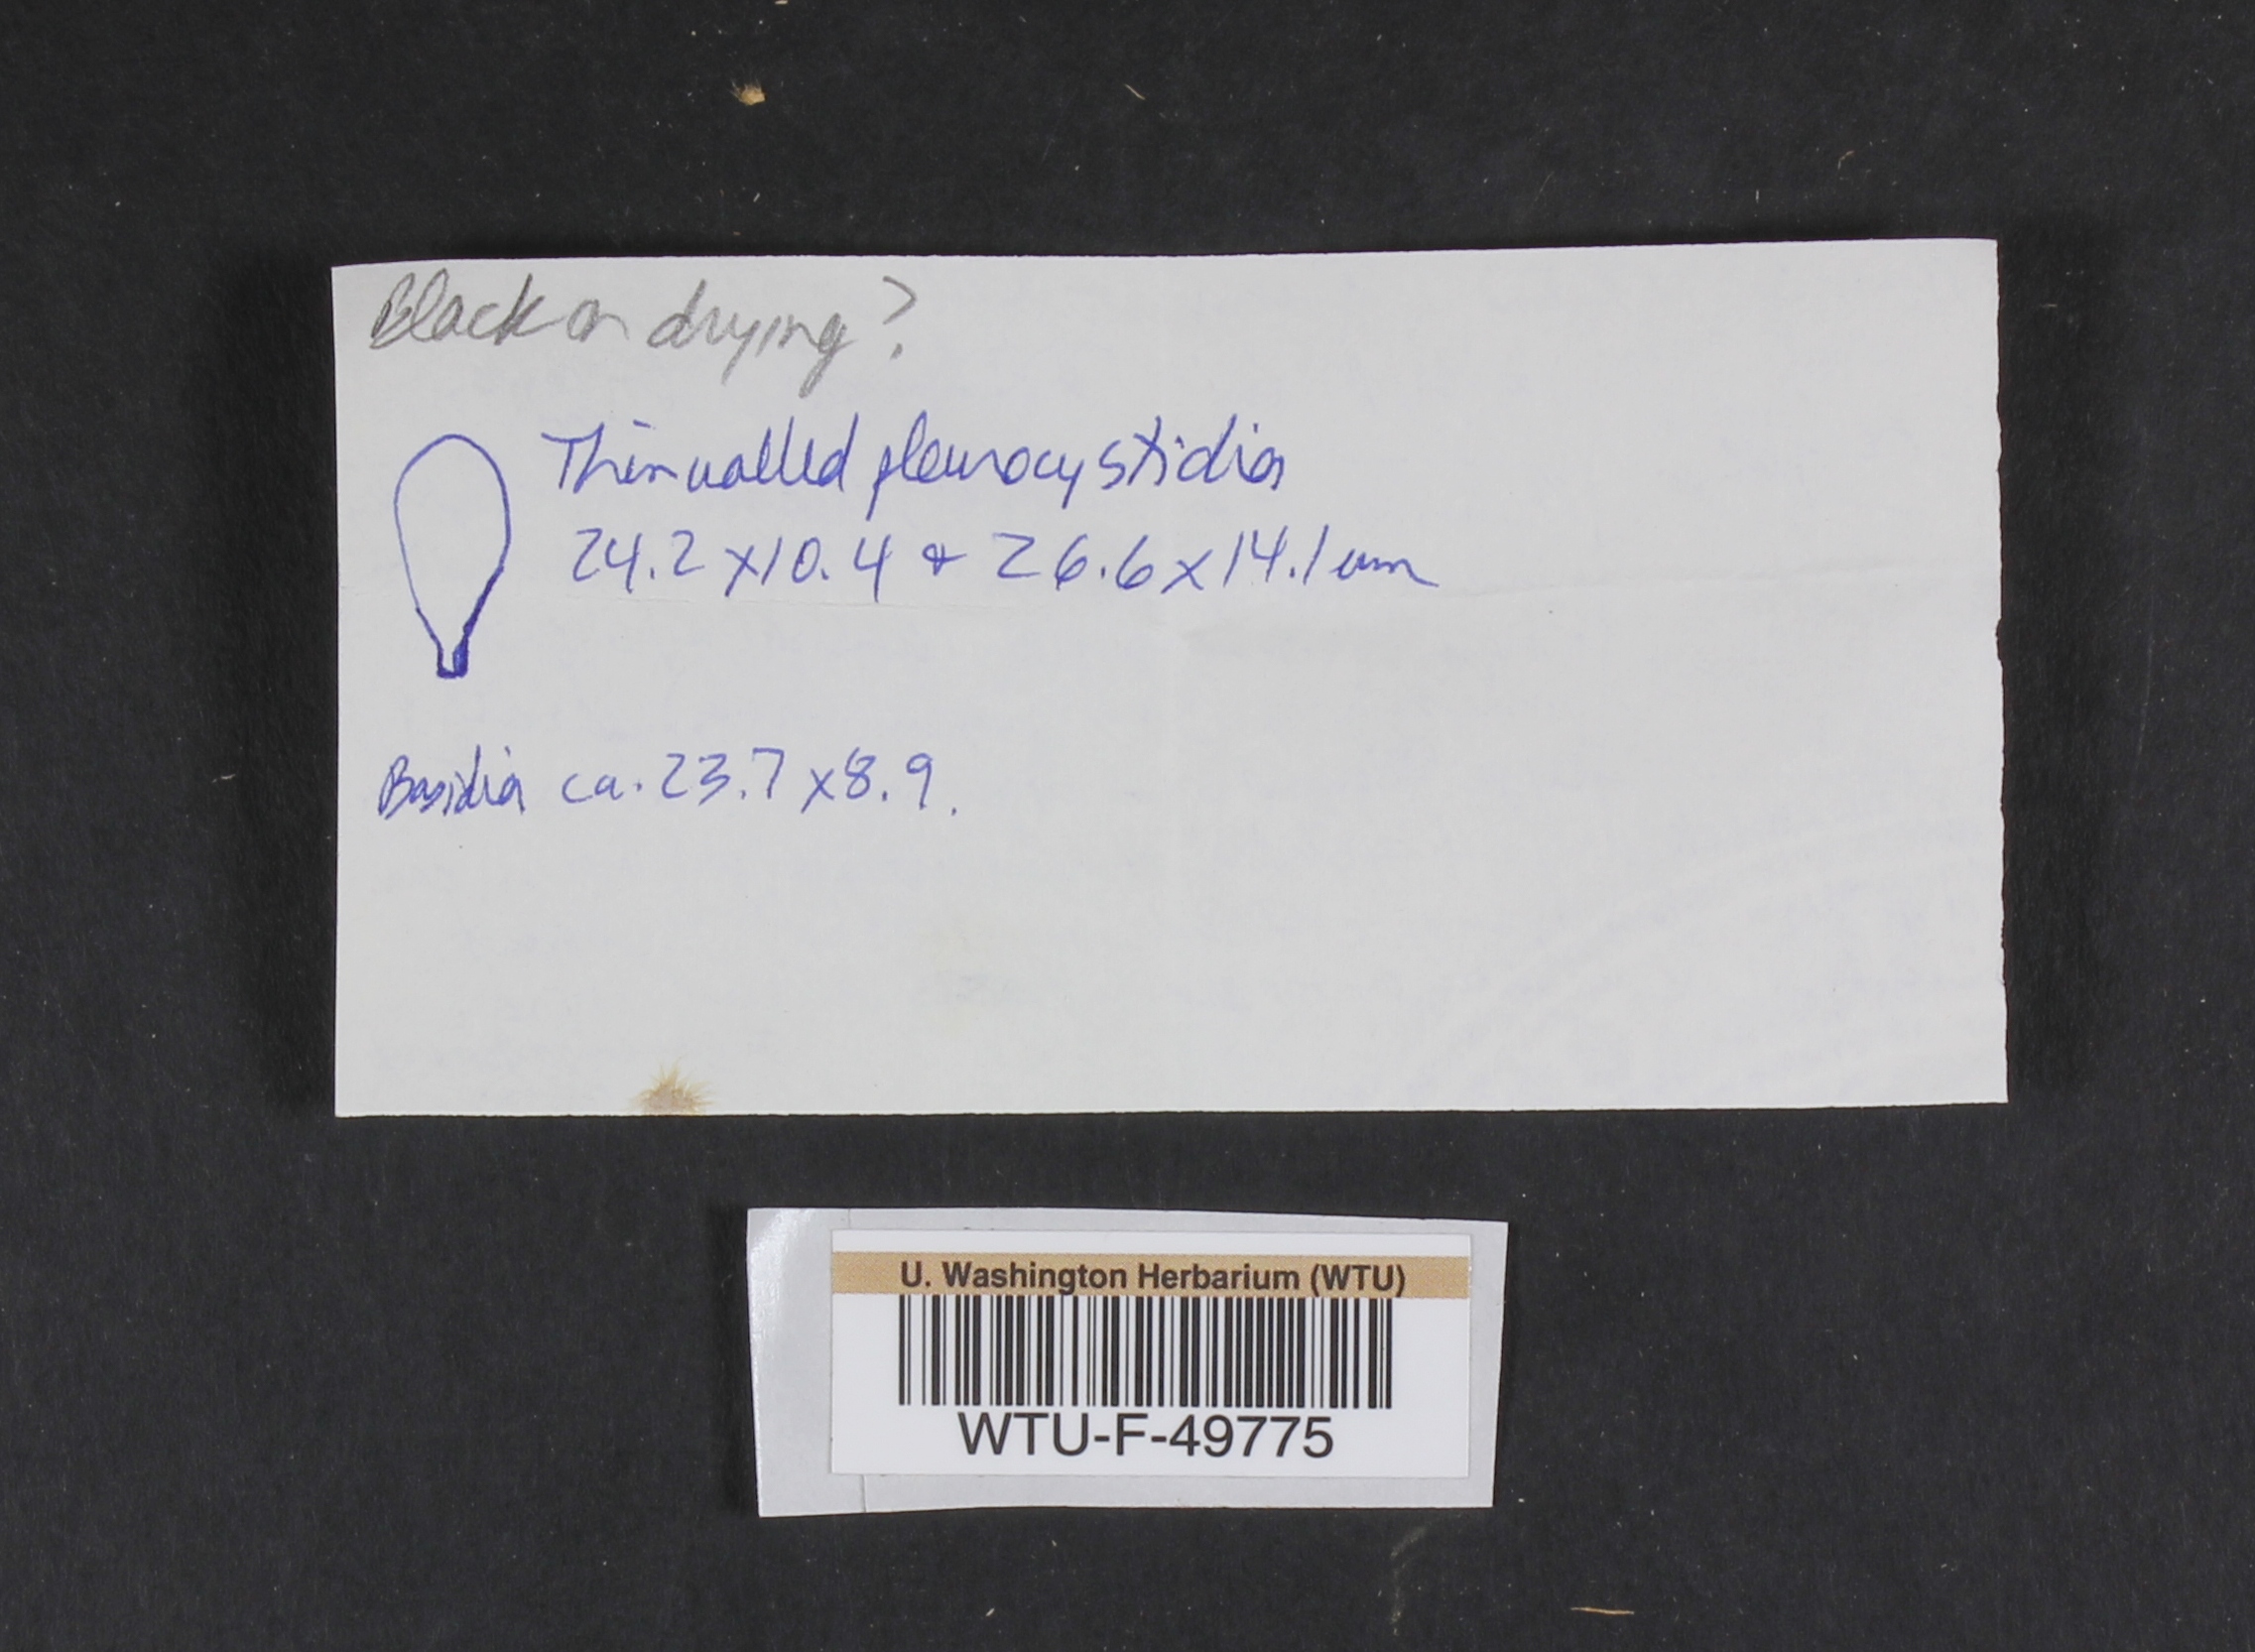 Black on drying?
Thin walled pleurocystidia
24.2 x 10.4 & 26.6 x 14.1 um
Basidia ca. 23.7 x 8.9.
U. Washington Herbarium (WTU)
WTU-F-49775